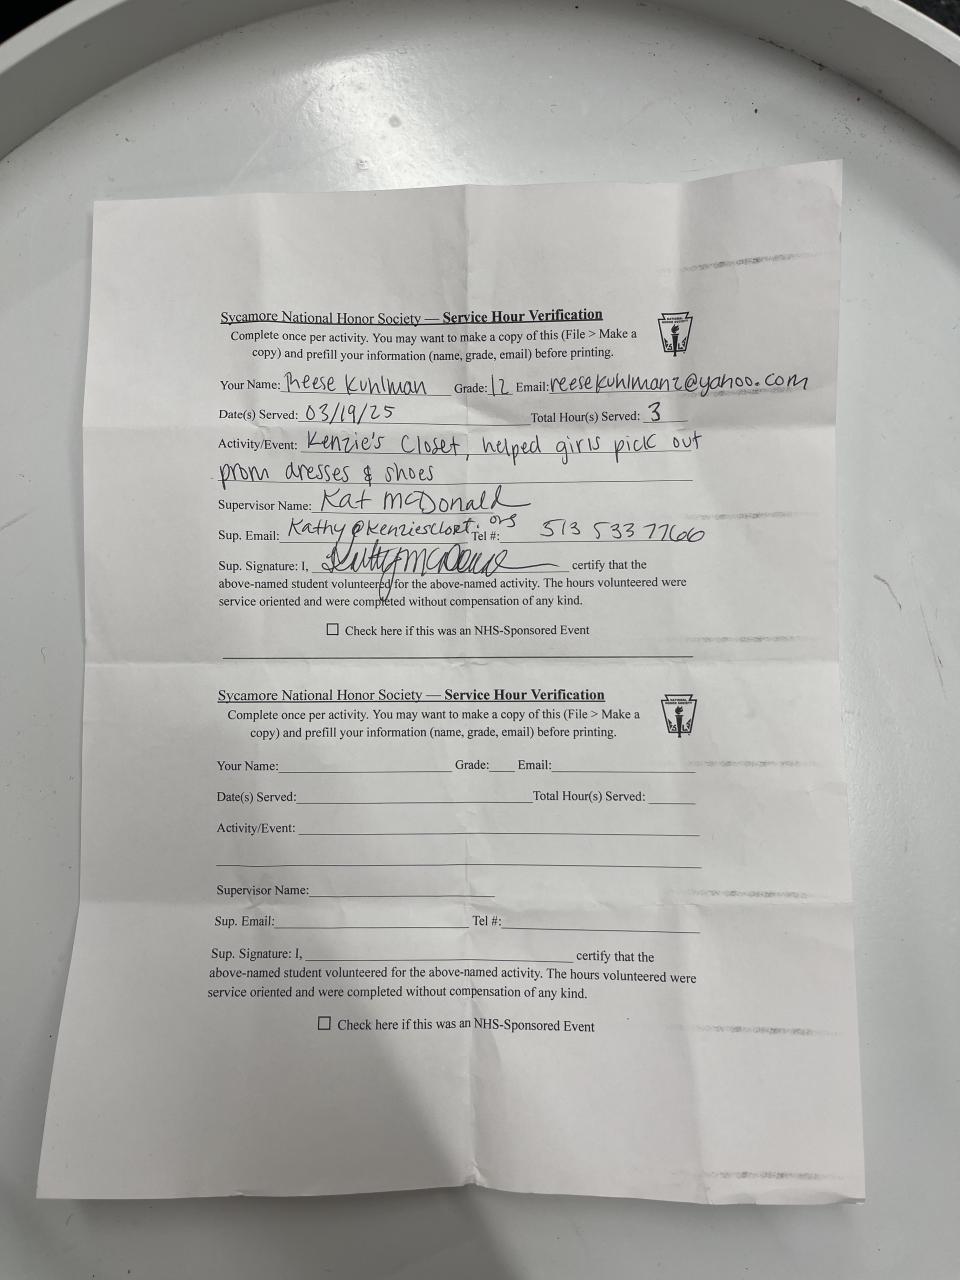 Sycamore National Honor Society — Service Hour Verification
Complete once per activity. You may want to make a copy of this (File > Make a
copy) and prefill your information (name, grade, email) before printing.
Your Name: Reese Kuhlman Grade: 12 Email: reesekuhlman2@yahoo.com
Date(s) Served: 03/19/25 Total Hour(s) Served: 3
Activity/Event: Kenzie's Closet, helped girls pick out
prom dresses & shoes
Supervisor Name: Kat McDonald
Sup. Email: Kathy@kenziescloset.org Tel #: 513 533 7766
Sup. Signature: I, certify that the
above-named student volunteered for the above-named activity. The hours volunteered were
service oriented and were completed without compensation of any kind.
☐ Check here if this was an NHS-Sponsored Event
Sycamore National Honor Society — Service Hour Verification
NATIONAL HONOR SOCIETY
Complete once per activity. You may want to make a copy of this (File > Make a
copy) and prefill your information (name, grade, email) before printing.
Your Name: Grade: Email:
Date(s) Served: Total Hour(s) Served:
Activity/Event:
Supervisor Name:
Sup. Email: Tel #:
Sup. Signature: I, certify that the
above-named student volunteered for the above-named activity. The hours volunteered were
service oriented and were completed without compensation of any kind.
☐ Check here if this was an NHS-Sponsored Event